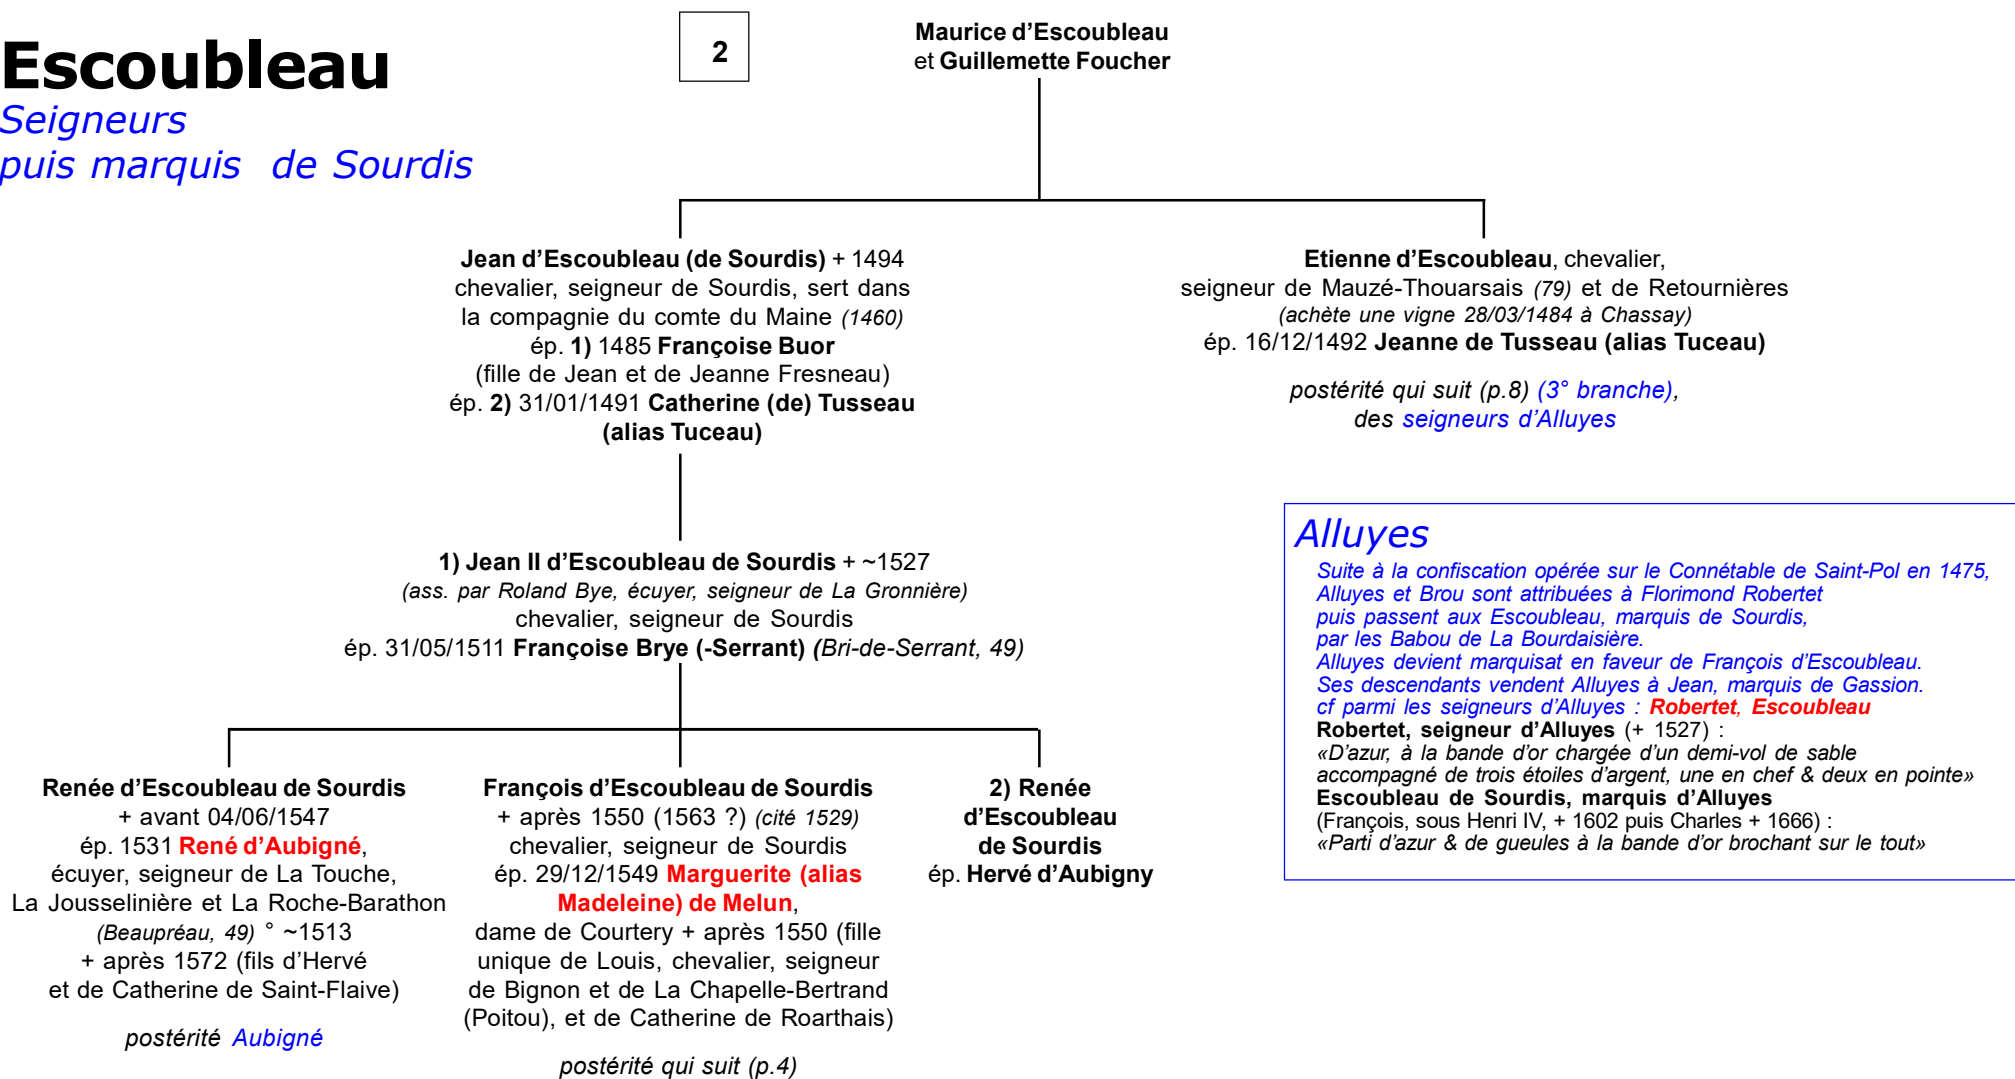 Escoubleau
Seigneurs
puis marquis de Sourdis
2
Maurice d’Escoubleau
et Guillemette Foucher
Jean d’Escoubleau (de Sourdis) + 1494
chevalier, seigneur de Sourdis, sert dans
la compagnie du comte du Maine (1460)
ép. 1) 1485 Françoise Buor
(fille de Jean et de Jeanne Fresneau)
ép. 2) 31/01/1491 Catherine (de) Tusseau
(alias Tuceau)
Etienne d’Escoubleau, chevalier,
seigneur de Mauzé-Thouarsais (79) et de Retournières
(achète une vigne 28/03/1484 à Chassay)
ép. 16/12/1492 Jeanne de Tusseau (alias Tuceau)
postérité qui suit (p.8) (3° branche),
des seigneurs d’Alluyes
1) Jean II d’Escoubleau de Sourdis + ~1527
(ass. par Roland Bye, écuyer, seigneur de La Gronnière)
chevalier, seigneur de Sourdis
ép. 31/05/1511 Françoise Brye (-Serrant) (Bri-de-Serrant, 49)
Alluyes
Suite à la confiscation opérée sur le Connétable de Saint-Pol en 1475,
Alluyes et Brou sont attribuées à Florimond Robertet
puis passent aux Escoubleau, marquis de Sourdis,
par les Babou de La Bourdaisière.
Alluyes devient marquisat en faveur de François d’Escoubleau.
Ses descendants vendent Alluyes à Jean, marquis de Gassion.
cf parmi les seigneurs d’Alluyes : Robertet, Escoubleau
Robertet, seigneur d’Alluyes (+ 1527) :
«D’azur, à la bande d’or chargée d’un demi-vol de sable
accompagné de trois étoiles d’argent, une en chef & deux en pointe»
Escoubleau de Sourdis, marquis d’Alluyes
(François, sous Henri IV, + 1602 puis Charles + 1666) :
«Parti d’azur & de gueules à la bande d’or brochant sur le tout»
Renée d’Escoubleau de Sourdis
+ avant 04/06/1547
ép. 1531 René d’Aubigné,
écuyer, seigneur de La Touche,
La Jousselinière et La Roche-Barathon
(Beaupréau, 49) ° ~1513
+ après 1572 (fils d’Hervé
et de Catherine de Saint-Flaive)
postérité Aubigné
François d’Escoubleau de Sourdis
+ après 1550 (1563 ?) (cité 1529)
chevalier, seigneur de Sourdis
ép. 29/12/1549 Marguerite (alias
Madeleine) de Melun,
dame de Courtery + après 1550 (fille
unique de Louis, chevalier, seigneur
de Bignon et de La Chapelle-Bertrand
(Poitou), et de Catherine de Roarthais)
postérité qui suit (p.4)
2) Renée
d’Escoubleau
de Sourdis
ép. Hervé d’Aubigny